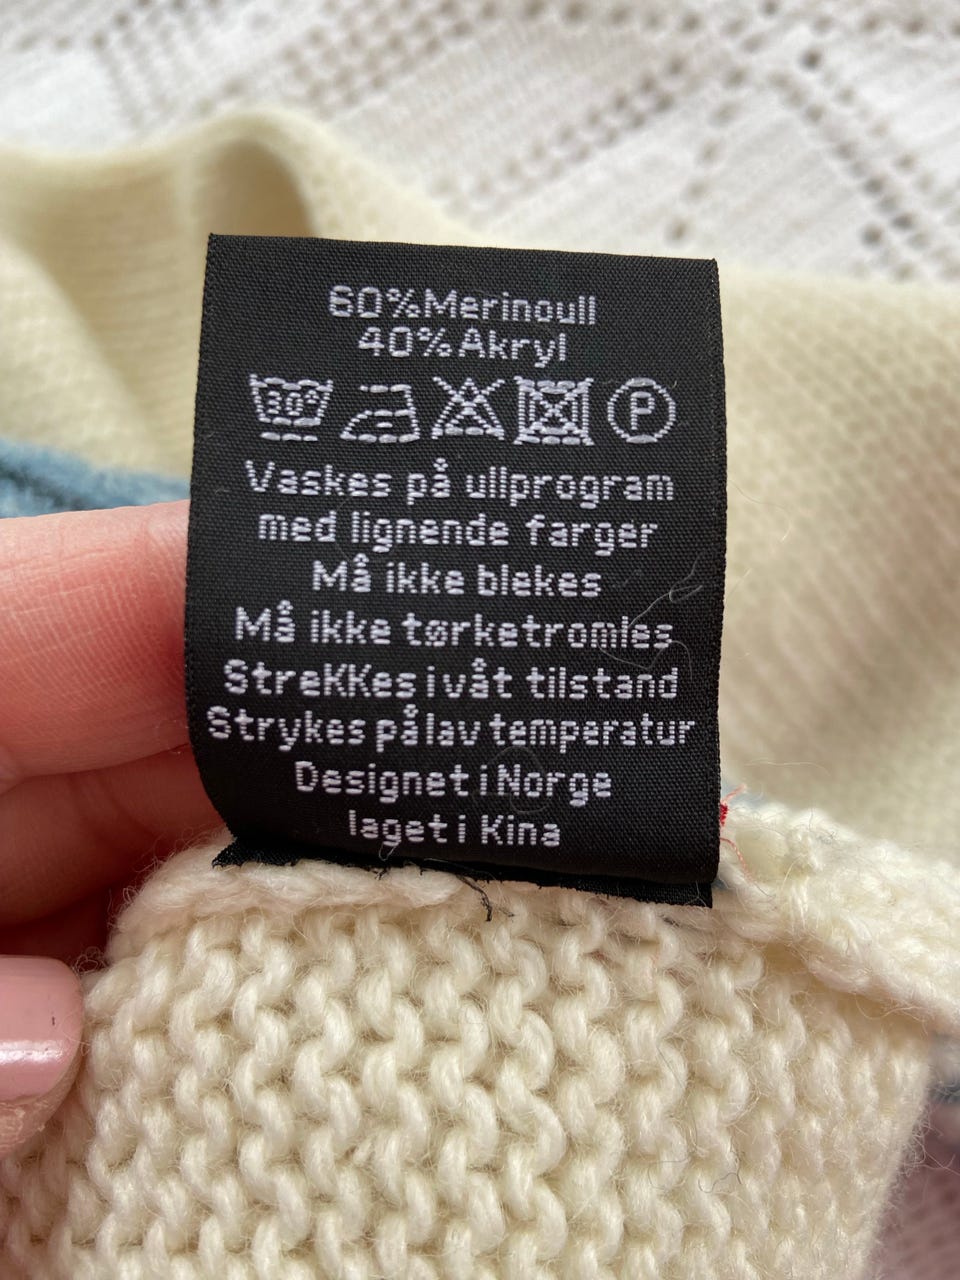 60%Merinoull
40%Akryl
30° P
Vaskes på ullprogram
med lignende farger
Må ikke blekes
Må ikke tørketromles
StreKKes i våt tilstand
Strykes på lav temperatur
Designet i Norge
laget i Kina